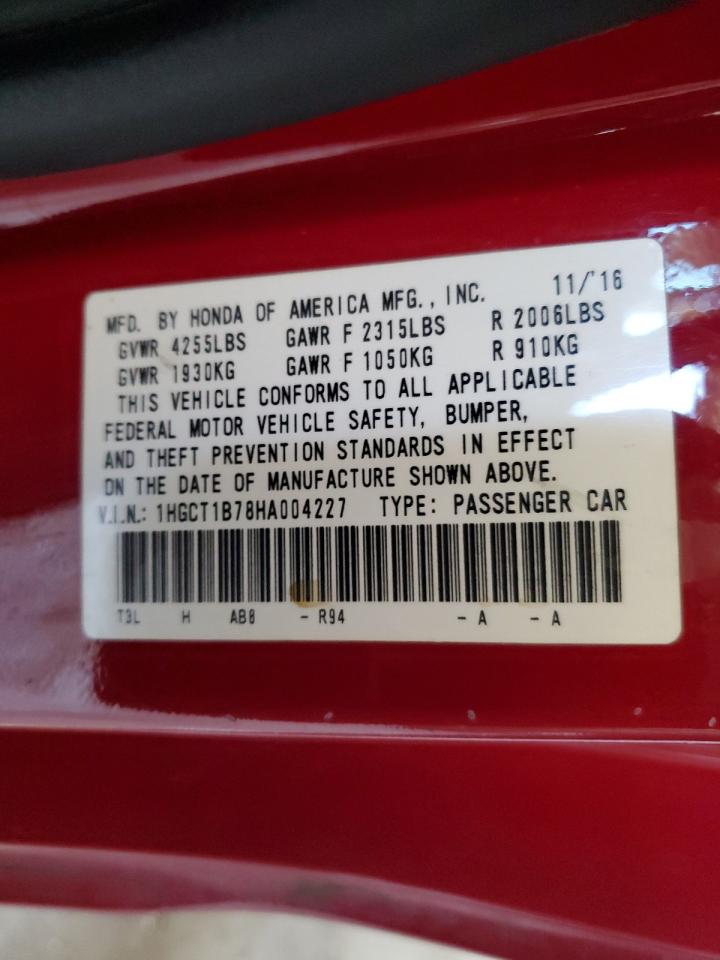 MFD. BY HONDA OF AMERICA MFG., INC. 11/'16
GVWR 4255LBS GAWR F 2315LBS R 2006LBS
GVWR 1930KG GAWR F 1050KG R 910KG
THIS VEHICLE CONFORMS TO ALL APPLICABLE
FEDERAL MOTOR VEHICLE SAFETY, BUMPER,
AND THEFT PREVENTION STANDARDS IN EFFECT
ON THE DATE OF MANUFACTURE SHOWN ABOVE.
V.I.N.: 1HGCT1B78HA004227 TYPE: PASSENGER CAR
T3L H AB0 - R94 - A - A